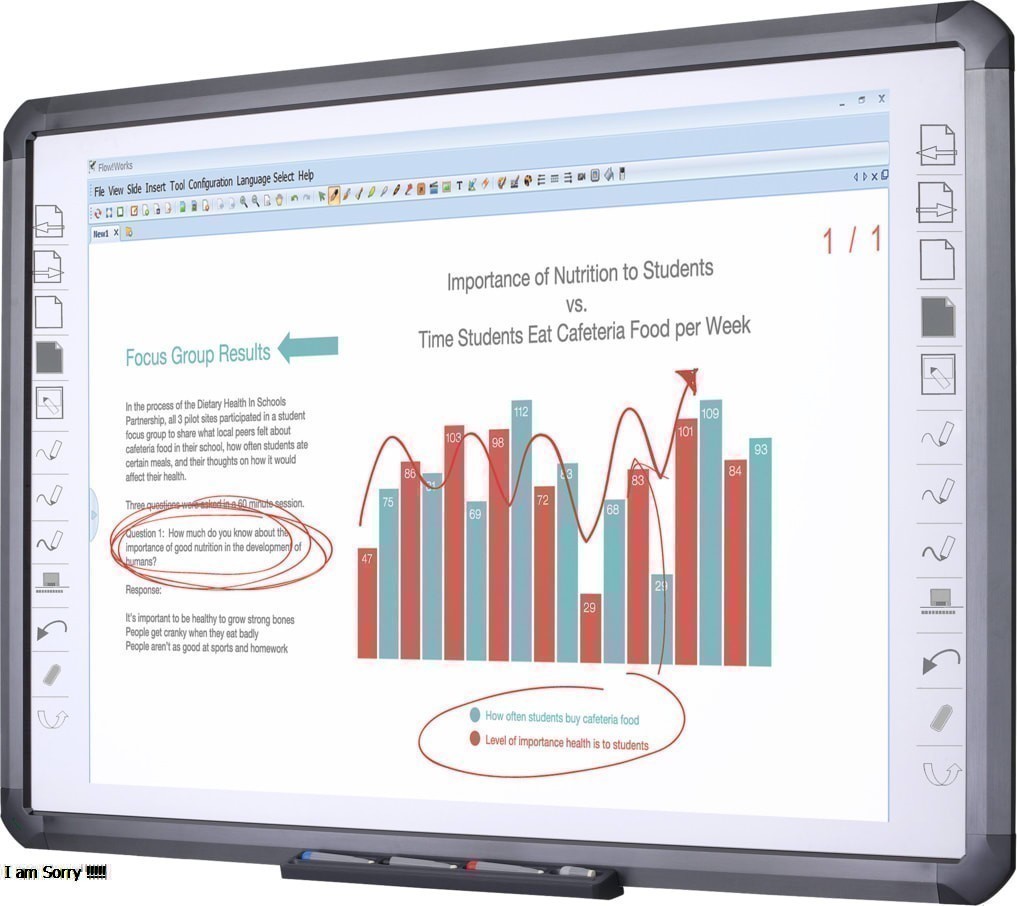 Flow!Works
File View Slide Insert Tool Configuration Language Select Help
New1
1 / 1
Importance of Nutrition to Students
vs.
Time Students Eat Cafeteria Food per Week
Focus Group Results
In the process of the Dietary Health In Schools
Partnership, all 3 pilot sites participated in a student
focus group to share what local peers felt about
cafeteria food in their school, how often students ate
certain meals, and their thoughts on how it would
affect their health.
Three questions were asked in a 60 minute session.
Question 1: How much do you know about the
importance of good nutrition in the development of
humans?
Response:
It's important to be healthy to grow strong bones
People get cranky when they eat badly
People aren't as good at sports and homework
47
75
86
103
69
98
112
72
29
68
83
29
101
109
84
93
How often students buy cafeteria food
Level of importance health is to students
I am Sorry !!!!!